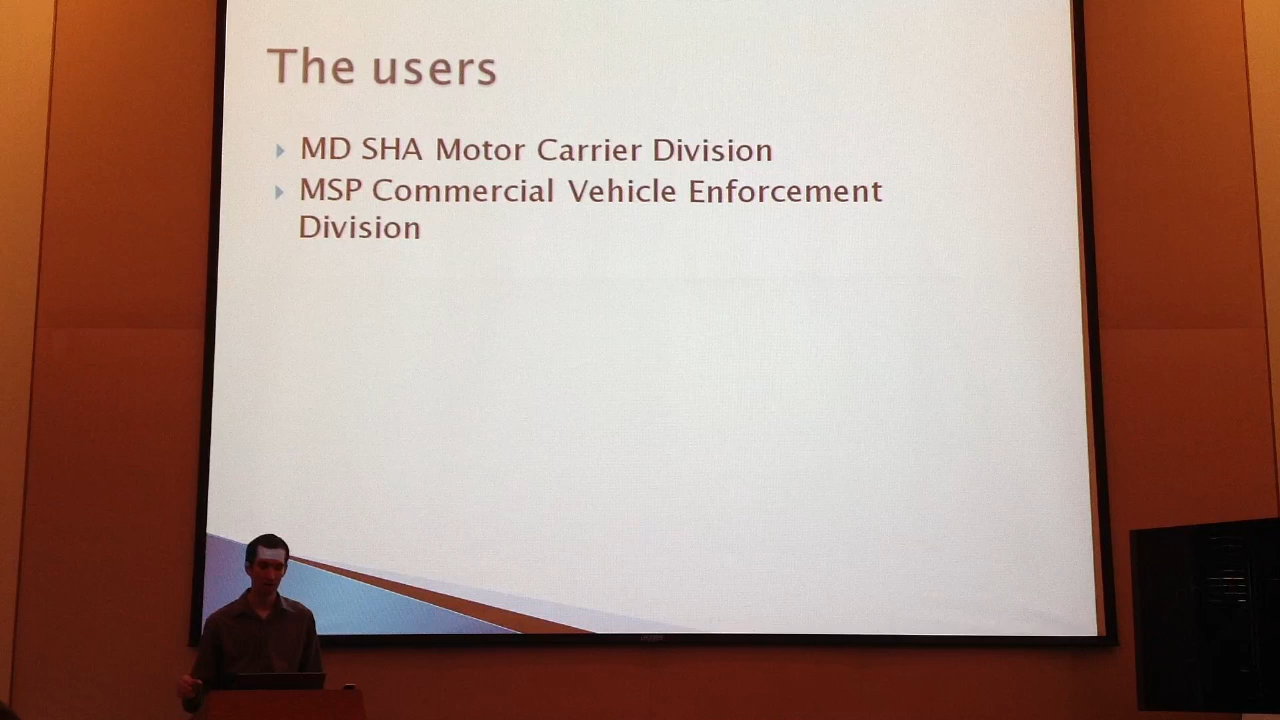 The users
MD SHA Motor Carrier Division
MSP Commercial Vehicle Enforcement
Division